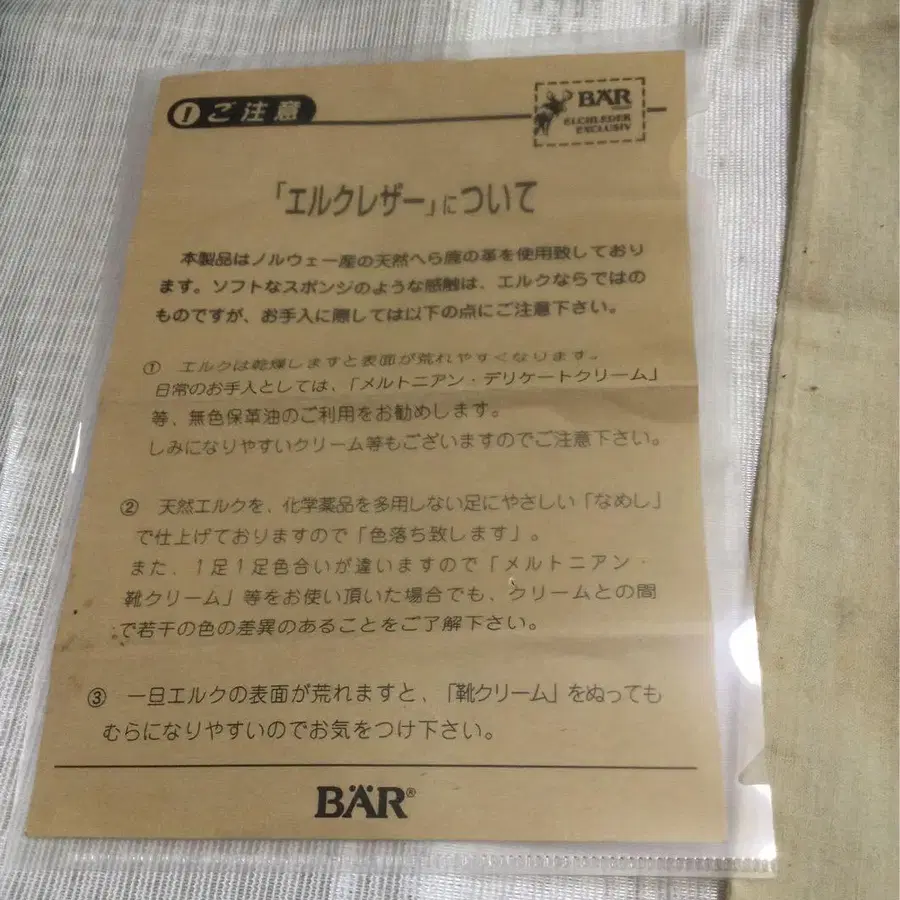 ① ご注意
BÄR
ELCHLEDER
EXCLUSIV
「エルクレザー」について
本製品はノルウェー産の天然へら鹿の革を使用致しており
ます。ソフトなスポンジのような感触は、エルクならではの
ものですが、お手入に際しては以下の点にご注意下さい。
① エルクは乾燥しますと表面が荒れやすくなります。
日常のお手入としては、「メルトニアン・デリケートクリーム」
等、無色保革油のご利用をお勧めします。
しみになりやすいクリーム等もございますのでご注意下さい。
② 天然エルクを、化学薬品を多用しない足にやさしい「なめし」
で仕上げておりますので「色落ち致します」。
また、1足1足色合いが違いますので「メルトニアン・
靴クリーム」等をお使い頂いた場合でも、クリームとの間
で若干の色の差異のあることをご了解下さい。
③ 一旦エルクの表面が荒れますと、「靴クリーム」をぬっても
むらになりやすいのでお気をつけ下さい。
BÄR®